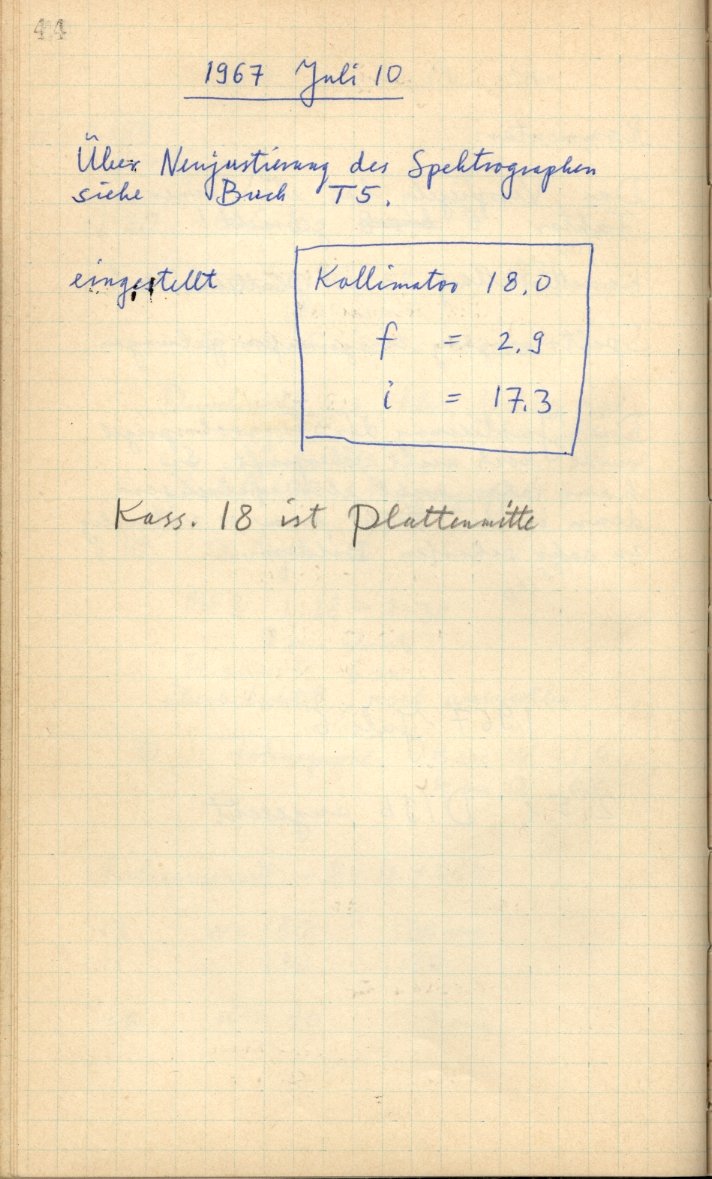 44
1967 Juli 10
Über Neujustierung des Spektrographen
siehe Buch T5.
eingestellt
Kollimator 18.0
f = 2.9
i = 17.3
Kass. 18 ist Plattenmitte